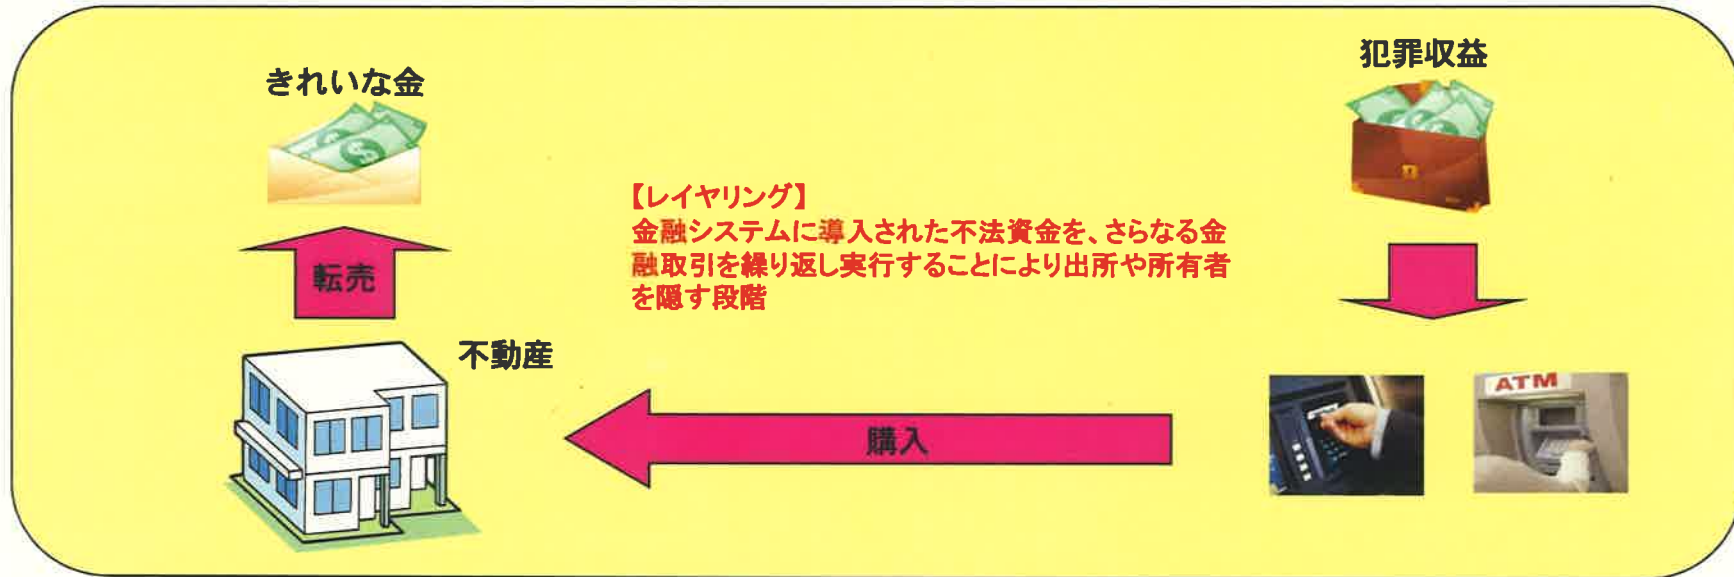 きれいな金
犯罪収益
【レイヤリング】
金融システムに導入された不法資金を、さらなる金
融取引を繰り返し実行することにより出所や所有者
を隠す段階
転売
不動産
購入
ATM